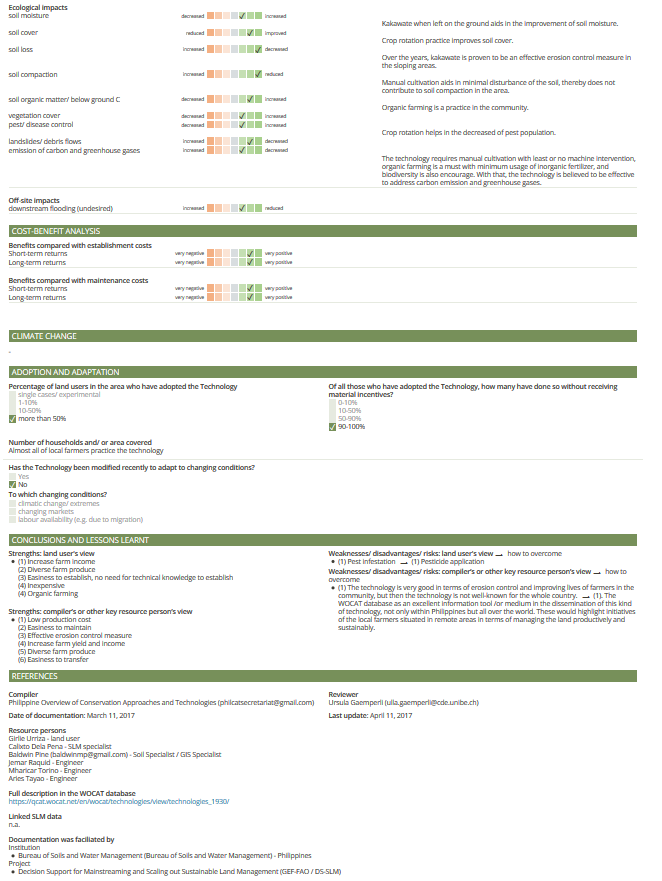 Ecological impacts
soil moisture decreased ✓ increased
Kakawate when left on the ground aids in the improvement of soil moisture.
soil cover reduced ✓ improved
Crop rotation practice improves soil cover.
soil loss increased ✓ decreased
Over the years, kakawate is proven to be an effective erosion control measure in
the sloping areas.
soil compaction increased ✓ reduced
Manual cultivation aids in minimal disturbance of the soil, thereby does not
contribute to soil compaction in the area.
soil organic matter/ below ground C decreased ✓ increased
Organic farming is a practice in the community.
vegetation cover decreased ✓ increased
pest/ disease control decreased ✓ increased
Crop rotation helps in the decreased of pest population.
landslides/ debris flows increased ✓ decreased
emission of carbon and greenhouse gases increased ✓ decreased
The technology requires manual cultivation with least or no machine intervention,
organic farming is a must with minimum usage of inorganic fertilizer, and
biodiversity is also encourage. With that, the technology is believed to be effective
to address carbon emission and greenhouse gases.
Off-site impacts
downstream flooding (undesired) increased ✓ reduced
COST-BENEFIT ANALYSIS
Benefits compared with establishment costs
Short-term returns very negative ✓ very positive
Long-term returns very negative ✓ very positive
Benefits compared with maintenance costs
Short-term returns very negative ✓ very positive
Long-term returns very negative ✓ very positive
CLIMATE CHANGE
-
ADOPTION AND ADAPTATION
Percentage of land users in the area who have adopted the Technology
single cases/ experimental
1-10%
10-50%
✓ more than 50%
Of all those who have adopted the Technology, how many have done so without receiving
material incentives?
0-10%
10-50%
50-90%
✓ 90-100%
Number of households and/ or area covered
Almost all of local farmers practice the technology
Has the Technology been modified recently to adapt to changing conditions?
Yes
✓ No
To which changing conditions?
climatic change/ extremes
changing markets
labour availability (e.g. due to migration)
CONCLUSIONS AND LESSONS LEARNT
Strengths: land user's view
• (1) Increase farm income
(2) Diverse farm produce
(3) Easiness to establish, no need for technical knowledge to establish
(4) Inexpensive
(4) Organic farming
Strengths: compiler's or other key resource person's view
• (1) Low production cost
(2) Easiness to maintain
(3) Effective erosion control measure
(4) Increase farm yield and income
(5) Diverse farm produce
(6) Easiness to transfer
Weaknesses/ disadvantages/ risks: land user's view → how to overcome
• (1) Pest infestation → (1) Pesticide application
Weaknesses/ disadvantages/ risks: compiler's or other key resource person's view → how to
overcome
• (1) The technology is very good in terms of erosion control and improving lives of farmers in the
community, but then the technology is not well-known for the whole country. → (1). The
WOCAT database as an excellent information tool /or medium in the dissemination of this kind
of technology, not only within Philippines but all over the world. These would highlight initiatives
of the local farmers situated in remote areas in terms of managing the land productively and
sustainably.
REFERENCES
Compiler
Philippine Overview of Conservation Approaches and Technologies (philcatsecretariat@gmail.com)
Reviewer
Ursula Gaemperli (ulla.gaemperli@cde.unibe.ch)
Date of documentation: March 11, 2017
Last update: April 11, 2017
Resource persons
Girlie Urriza - land user
Calixto Dela Pena - SLM specialist
Baldwin Pine (baldwinmp@gmail.com) - Soil Specialist / GIS Specialist
Jemar Raquid - Engineer
Mharicar Torino - Engineer
Aries Tayao - Engineer
Full description in the WOCAT database
https://qcat.wocat.net/en/wocat/technologies/view/technologies_1930/
Linked SLM data
n.a.
Documentation was faciliated by
Institution
• Bureau of Soils and Water Management (Bureau of Soils and Water Management) - Philippines
Project
• Decision Support for Mainstreaming and Scaling out Sustainable Land Management (GEF-FAO / DS-SLM)